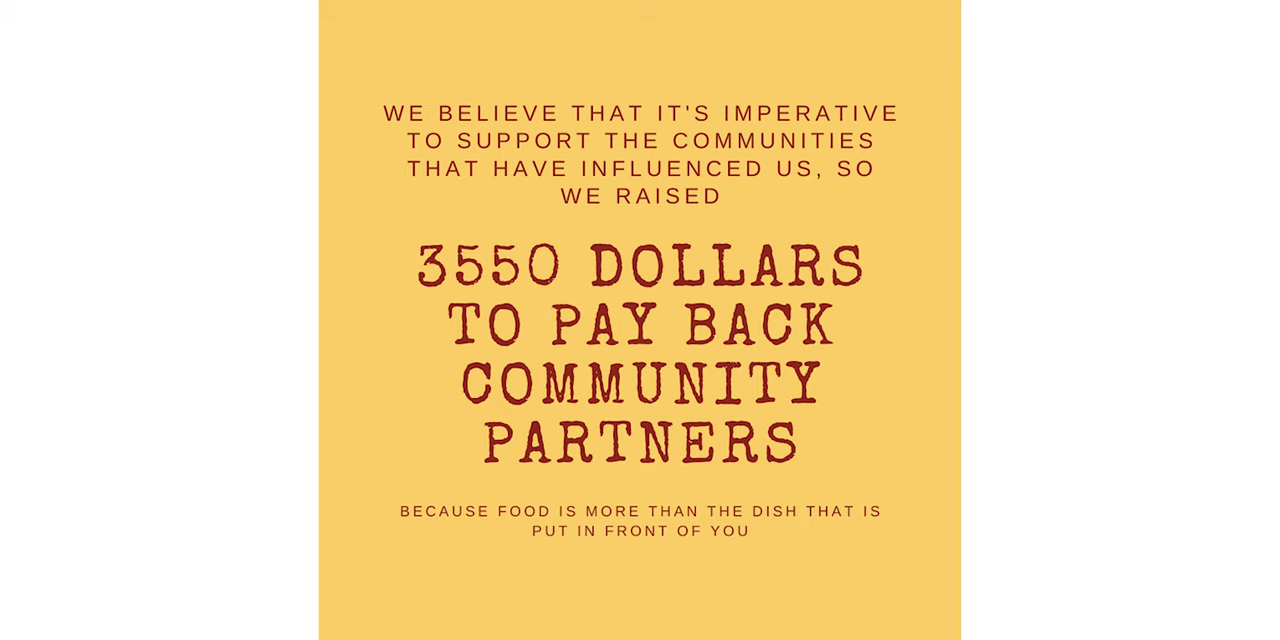 WE BELIEVE THAT IT'S IMPERATIVE
TO SUPPORT THE COMMUNITIES
THAT HAVE INFLUENCED US, SO
WE RAISED
3550 DOLLARS
TO PAY BACK
COMMUNITY
PARTNERS
BECAUSE FOOD IS MORE THAN THE DISH THAT IS
PUT IN FRONT OF YOU